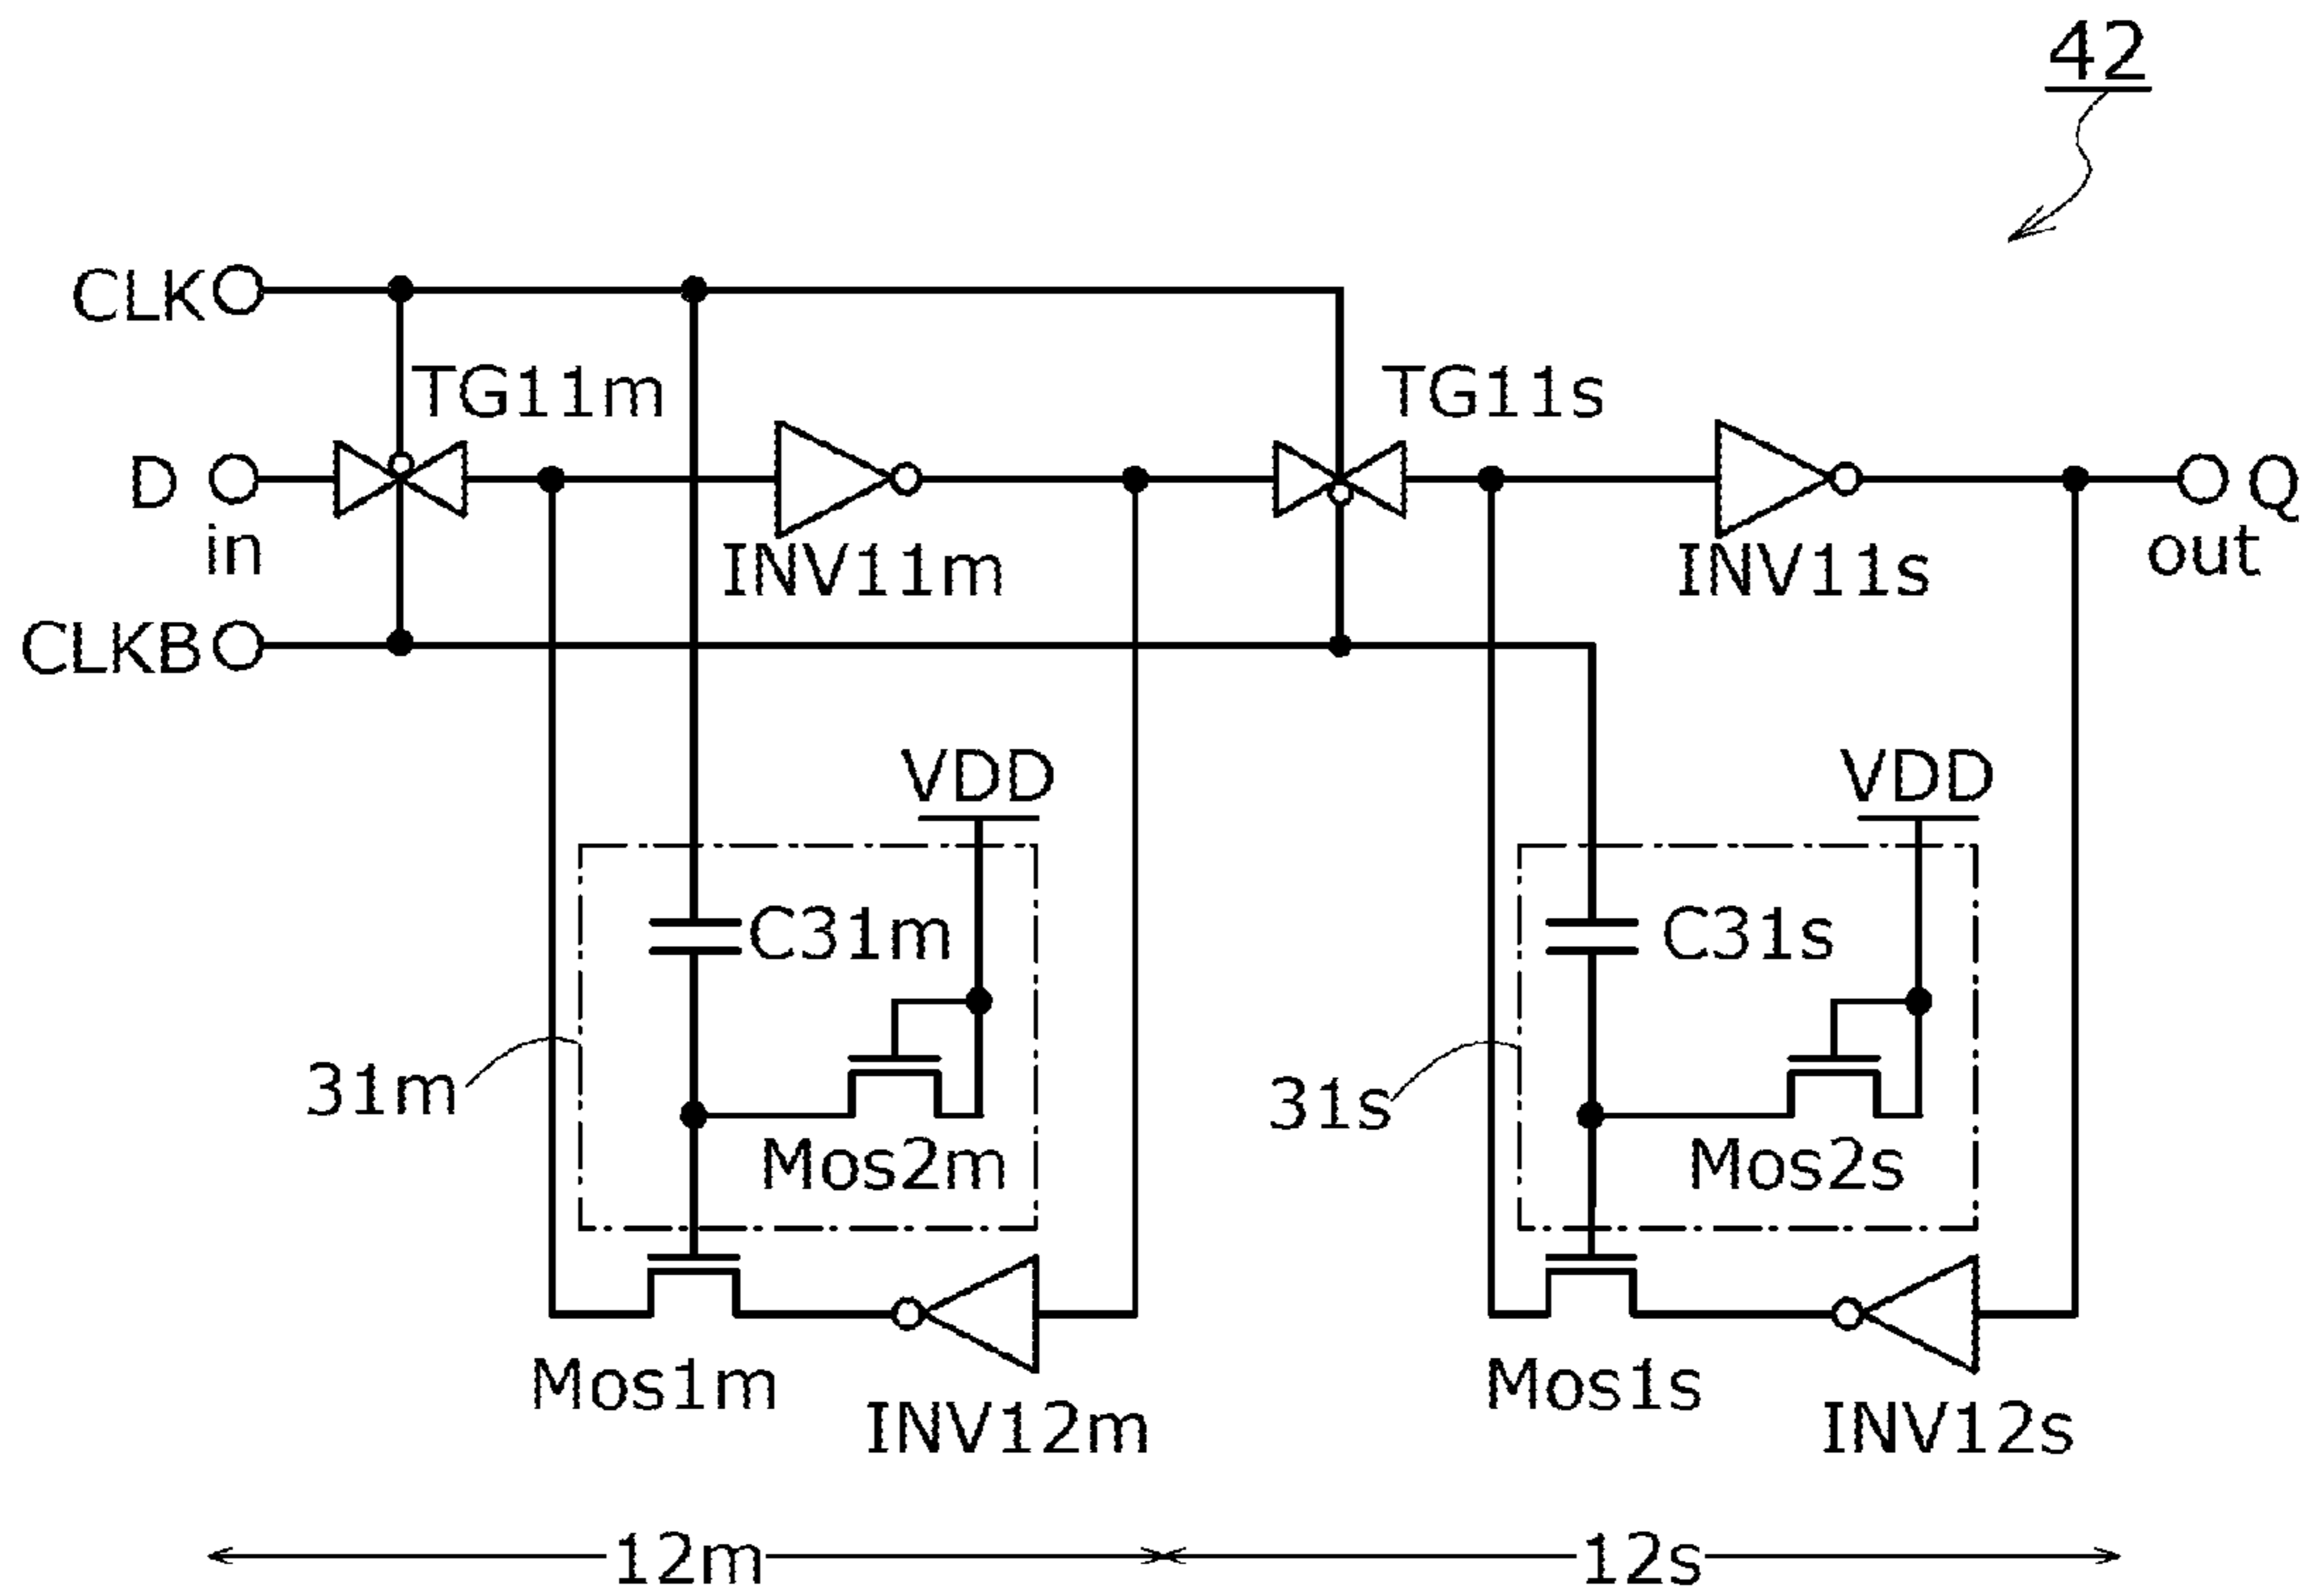 42
CLK
TG11m
TG11s
D
in
INV11m
INV11s
Q
out
CLKB
VDD
VDD
C31m
C31s
31m
31s
Mos2m
Mos2s
Mos1m
INV12m
Mos1s
INV12s
12m
12s